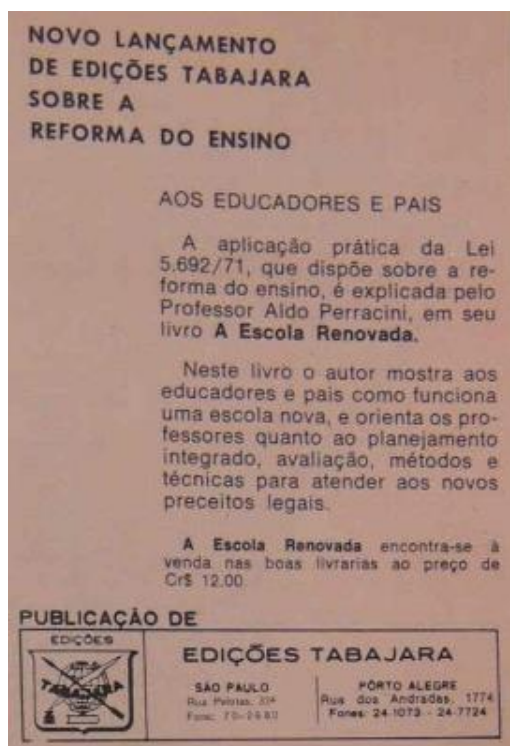 NOVO LANÇAMENTO
DE EDIÇÕES TABAJARA
SOBRE A
REFORMA DO ENSINO
AOS EDUCADORES E PAIS
A aplicação prática da Lei
5.692/71, que dispõe sobre a re-
forma do ensino, é explicada pelo
Professor Aldo Perracini, em seu
livro A Escola Renovada.
Neste livro o autor mostra aos
educadores e pais como funciona
uma escola nova, e orienta os pro-
fessores quanto ao planejamento
integrado, avaliação, métodos e
técnicas para atender aos novos
preceitos legais.
A Escola Renovada encontra-se à
venda nas boas livrarias ao preço de
Cr$ 12,00
PUBLICAÇÃO DE
EDIÇÕES
TABAJARA
EDIÇÕES TABAJARA
SÃO PAULO
Rua Pelotas,
Fone:
PÔRTO ALEGRE
Rua dos Andradas, 1774
Fones: 24-1073 - 24-7724